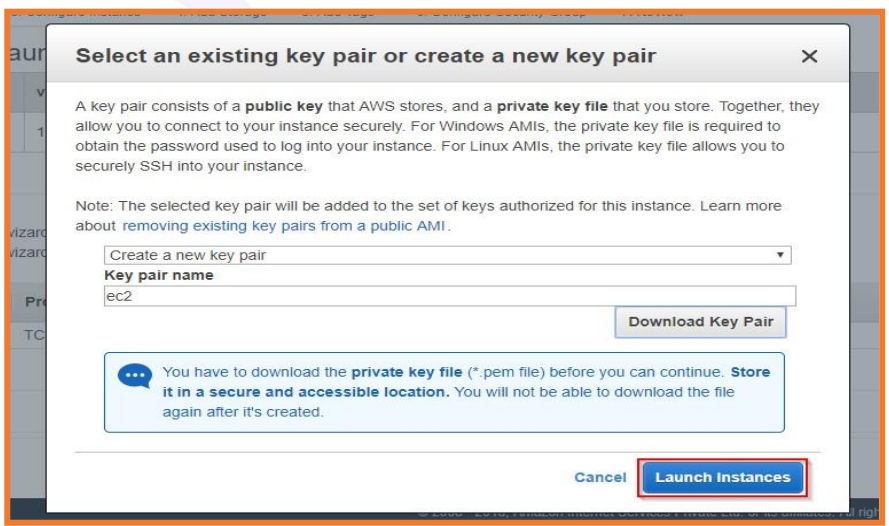 Select an existing key pair or create a new key pair
A key pair consists of a public key that AWS stores, and a private key file that you store. Together, they
allow you to connect to your instance securely. For Windows AMIs, the private key file is required to
obtain the password used to log into your instance. For Linux AMIs, the private key file allows you to
securely SSH into your instance.
Note: The selected key pair will be added to the set of keys authorized for this instance. Learn more
about removing existing key pairs from a public AMI.
Create a new key pair
Key pair name
ec2
Download Key Pair
You have to download the private key file (*.pem file) before you can continue. Store
it in a secure and accessible location. You will not be able to download the file
again after it's created.
Cancel Launch Instances